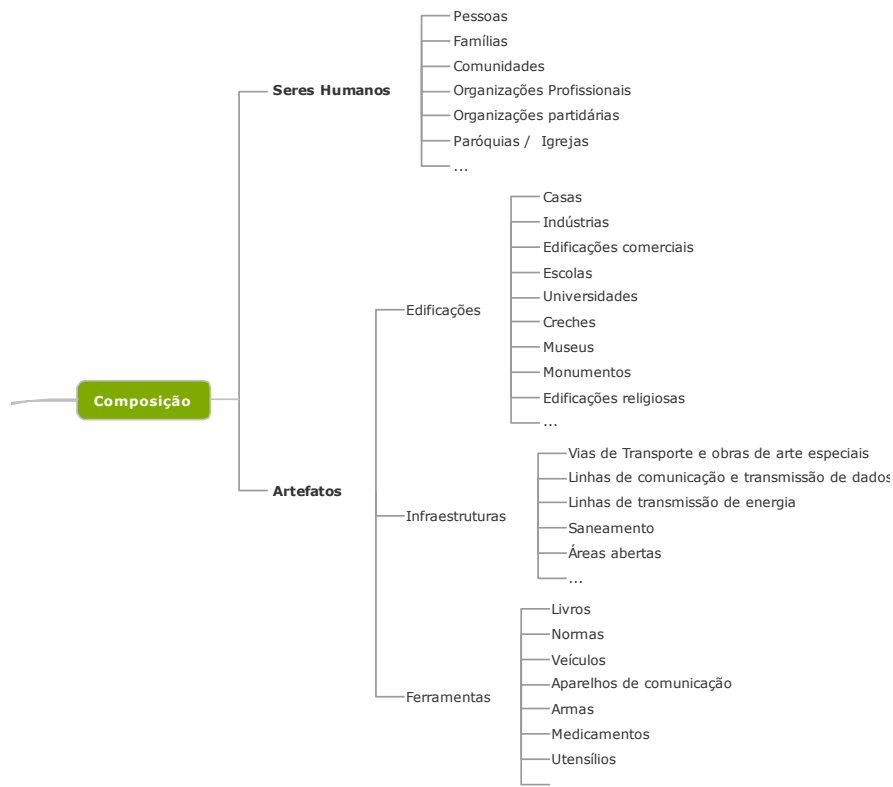 Composição
Seres Humanos
Pessoas
Famílias
Comunidades
Organizações Profissionais
Organizações partidárias
Paróquias /  Igrejas
...
Artefatos
Edificações
Casas
Indústrias
Edificações comerciais
Escolas
Universidades
Creches
Museus
Monumentos
Edificações religiosas
...
Infraestruturas
Vias de Transporte e obras de arte especiais
Linhas de comunicação e transmissão de dados
Linhas de transmissão de energia
Saneamento
Áreas abertas
...
Ferramentas
Livros
Normas
Veículos
Aparelhos de comunicação
Armas
Medicamentos
Utensílios